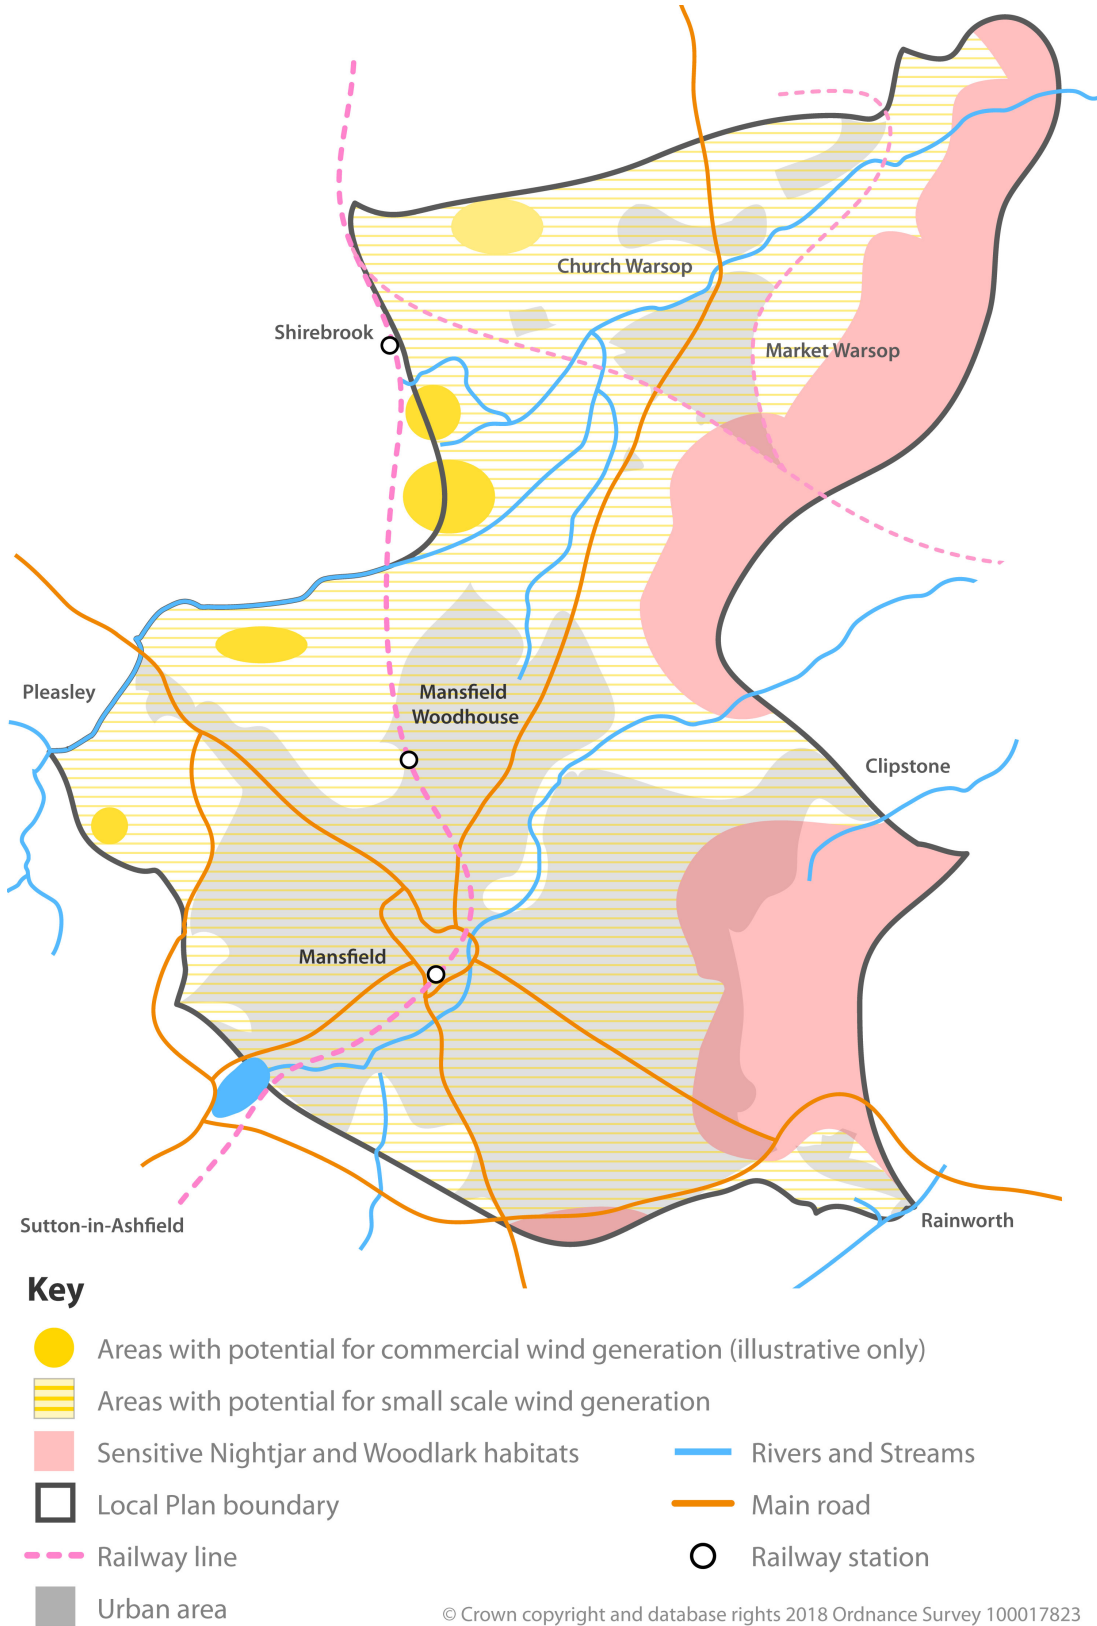 Church Warsop
Shirebrook
Market Warsop
Pleasley
Mansfield
Woodhouse
Clipstone
Mansfield
Sutton-in-Ashfield
Rainworth
Key
Areas with potential for commercial wind generation (illustrative only)
Areas with potential for small scale wind generation
Sensitive Nightjar and Woodlark habitats
Rivers and Streams
Local Plan boundary
Main road
Railway line
Railway station
Urban area
© Crown copyright and database rights 2018 Ordnance Survey 100017823